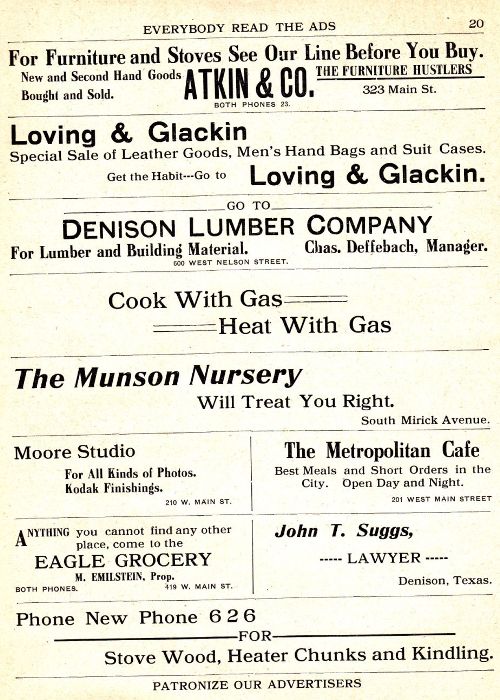 EVERYBODY READ THE ADS 20
For Furniture and Stoves See Our Line Before You Buy.
New and Second Hand Goods
Bought and Sold.
ATKIN & CO.
BOTH PHONES 23.
THE FURNITURE HUSTLERS
323 Main St.
Loving & Glackin
Special Sale of Leather Goods, Men's Hand Bags and Suit Cases.
Get the Habit---Go to Loving & Glackin.
GO TO
DENISON LUMBER COMPANY
For Lumber and Building Material. Chas. Deffebach, Manager.
600 WEST NELSON STREET.
Cook With Gas
Heat With Gas
The Munson Nursery
Will Treat You Right.
South Mirick Avenue.
Moore Studio
For All Kinds of Photos.
Kodak Finishings.
210 W. MAIN ST.
The Metropolitan Cafe
Best Meals and Short Orders in the
City. Open Day and Night.
201 WEST MAIN STREET
ANYTHING you cannot find any other
place, come to the
EAGLE GROCERY
M. EMILSTEIN, Prop.
BOTH PHONES. 419 W. MAIN ST.
John T. Suggs,
----- LAWYER -----
Denison, Texas.
Phone New Phone 626
FOR
Stove Wood, Heater Chunks and Kindling.
PATRONIZE OUR ADVERTISERS